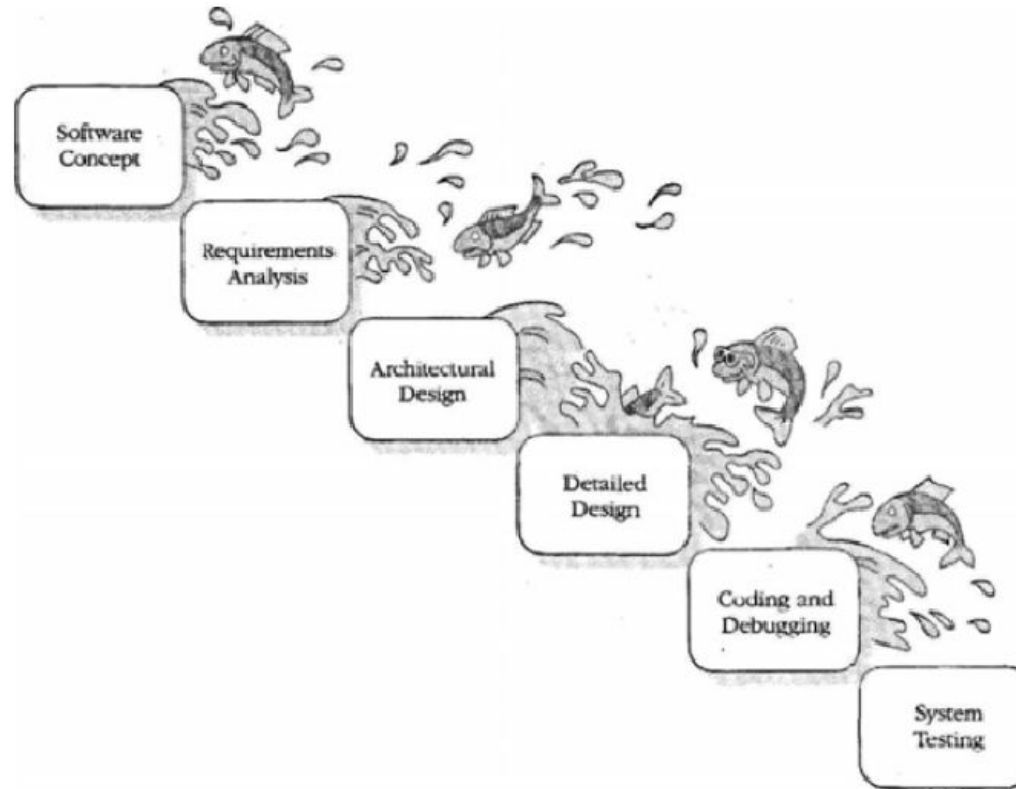 Software
Concept
Requirements
Analysis
Architectural
Design
Detailed
Design
Coding and
Debugging
System
Testing